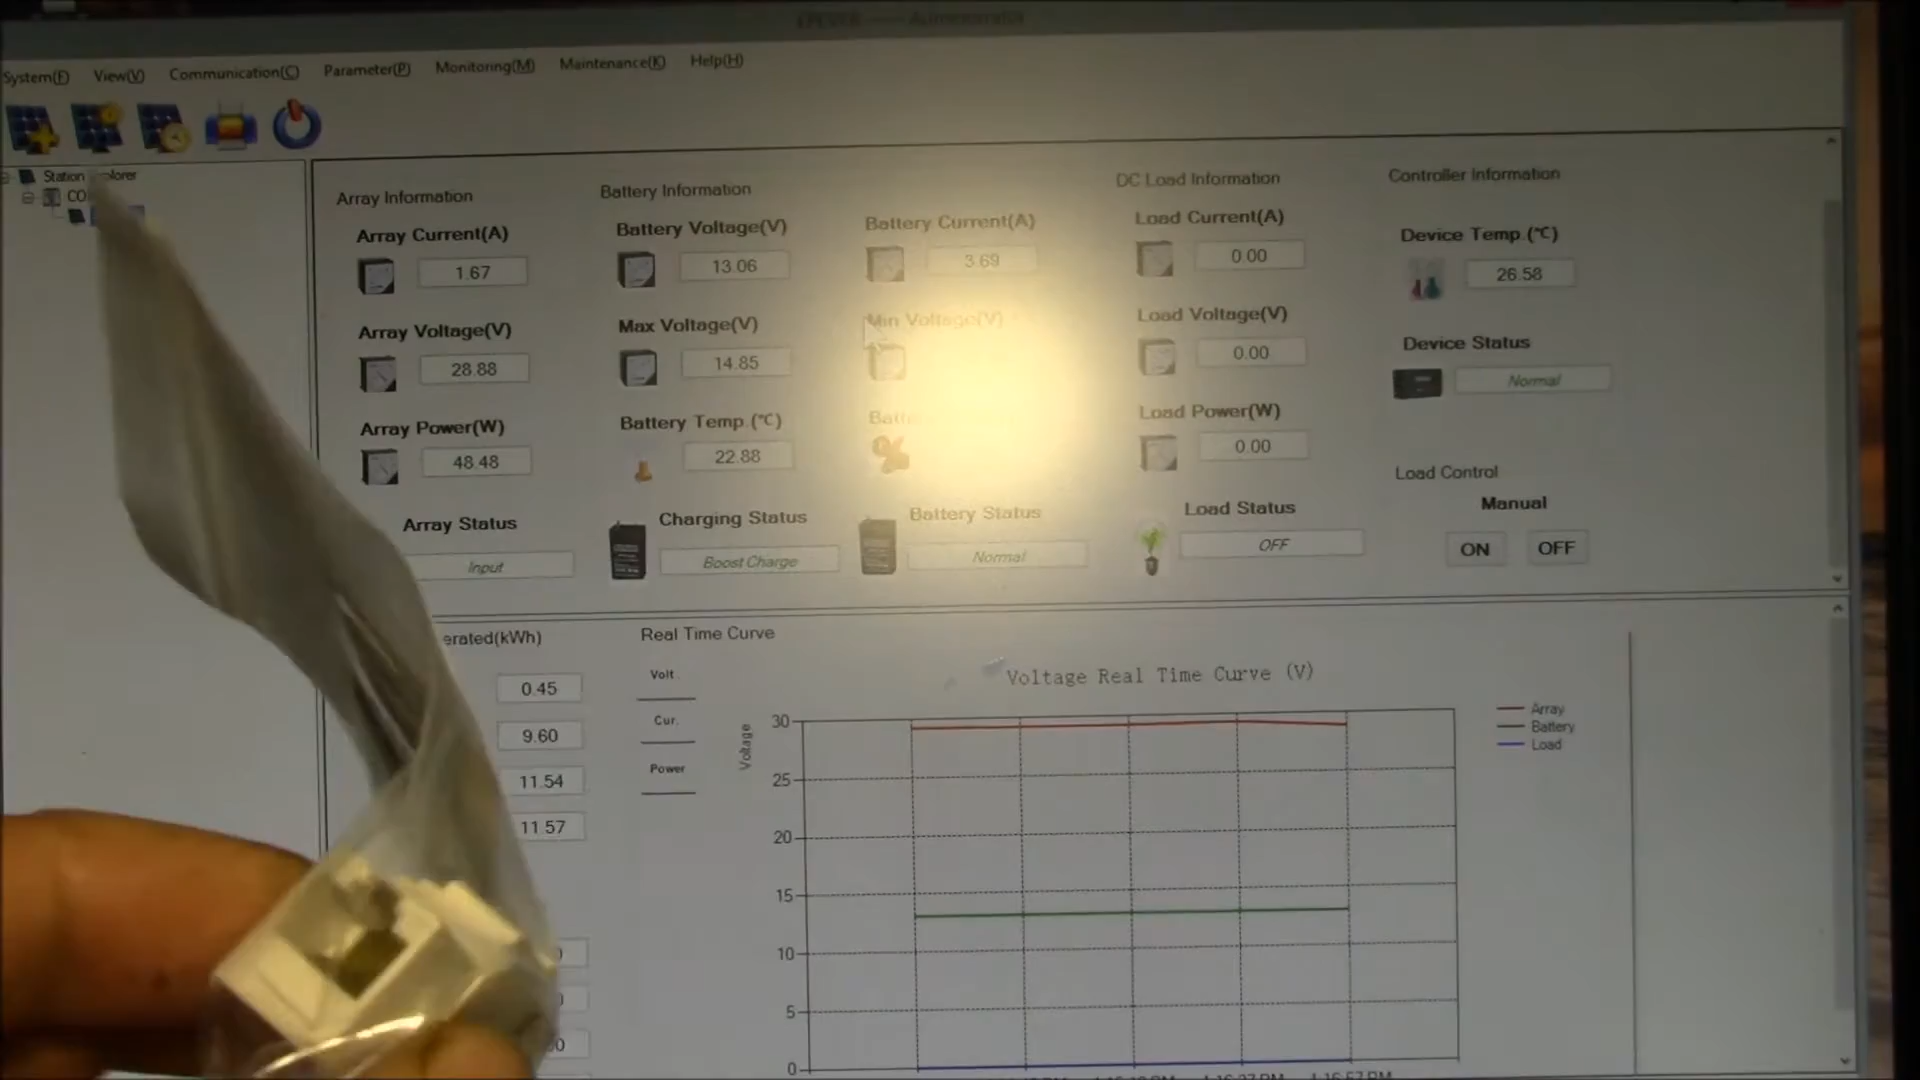 EPEVER —— Administrator
System(F) View(V) Communication(C) Parameter(P) Monitoring(M) Maintenance(K) Help(H)
Station
Array Information
Array Current(A)
1.67
Array Voltage(V)
28.88
Array Power(W)
48.48
Array Status
Input
Battery Information
Battery Voltage(V)
13.06
Max Voltage(V)
14.85
Battery Temp.(℃)
22.88
Charging Status
Boost Charge
Battery Current(A)
3.69
Min Voltage(V)
Battery Status
Normal
DC Load Information
Load Current(A)
0.00
Load Voltage(V)
0.00
Load Power(W)
0.00
Load Status
OFF
Controller Information
Device Temp.(℃)
26.58
Device Status
Normal
Load Control
Manual
ON OFF
erated(kWh)
0.45
9.60
11.54
11.57
Real Time Curve
Volt.
Cur.
Power
Voltage Real Time Curve (V)
Voltage
30
25
20
15
10
5
0
Array
Battery
Load